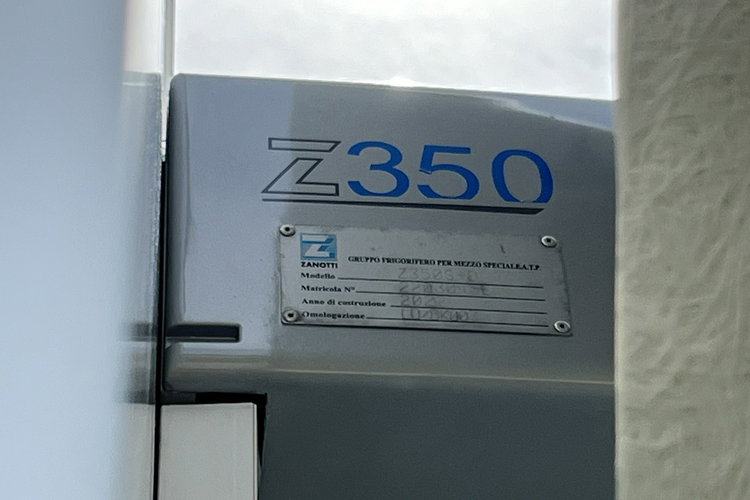 Z350
ZANOTTI
GRUPPO FRIGORIFERO PER MEZZO SPECIALE A.T.P.
Modello
Matricola N°
Anno di costruzione
Omologazione